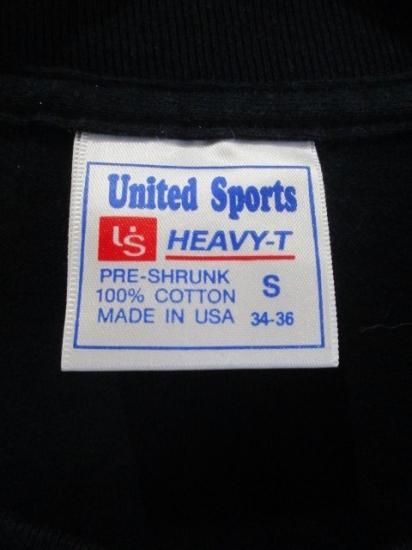 United Sports
US HEAVY-T
PRE-SHRUNK
100% COTTON S
MADE IN USA 34-36